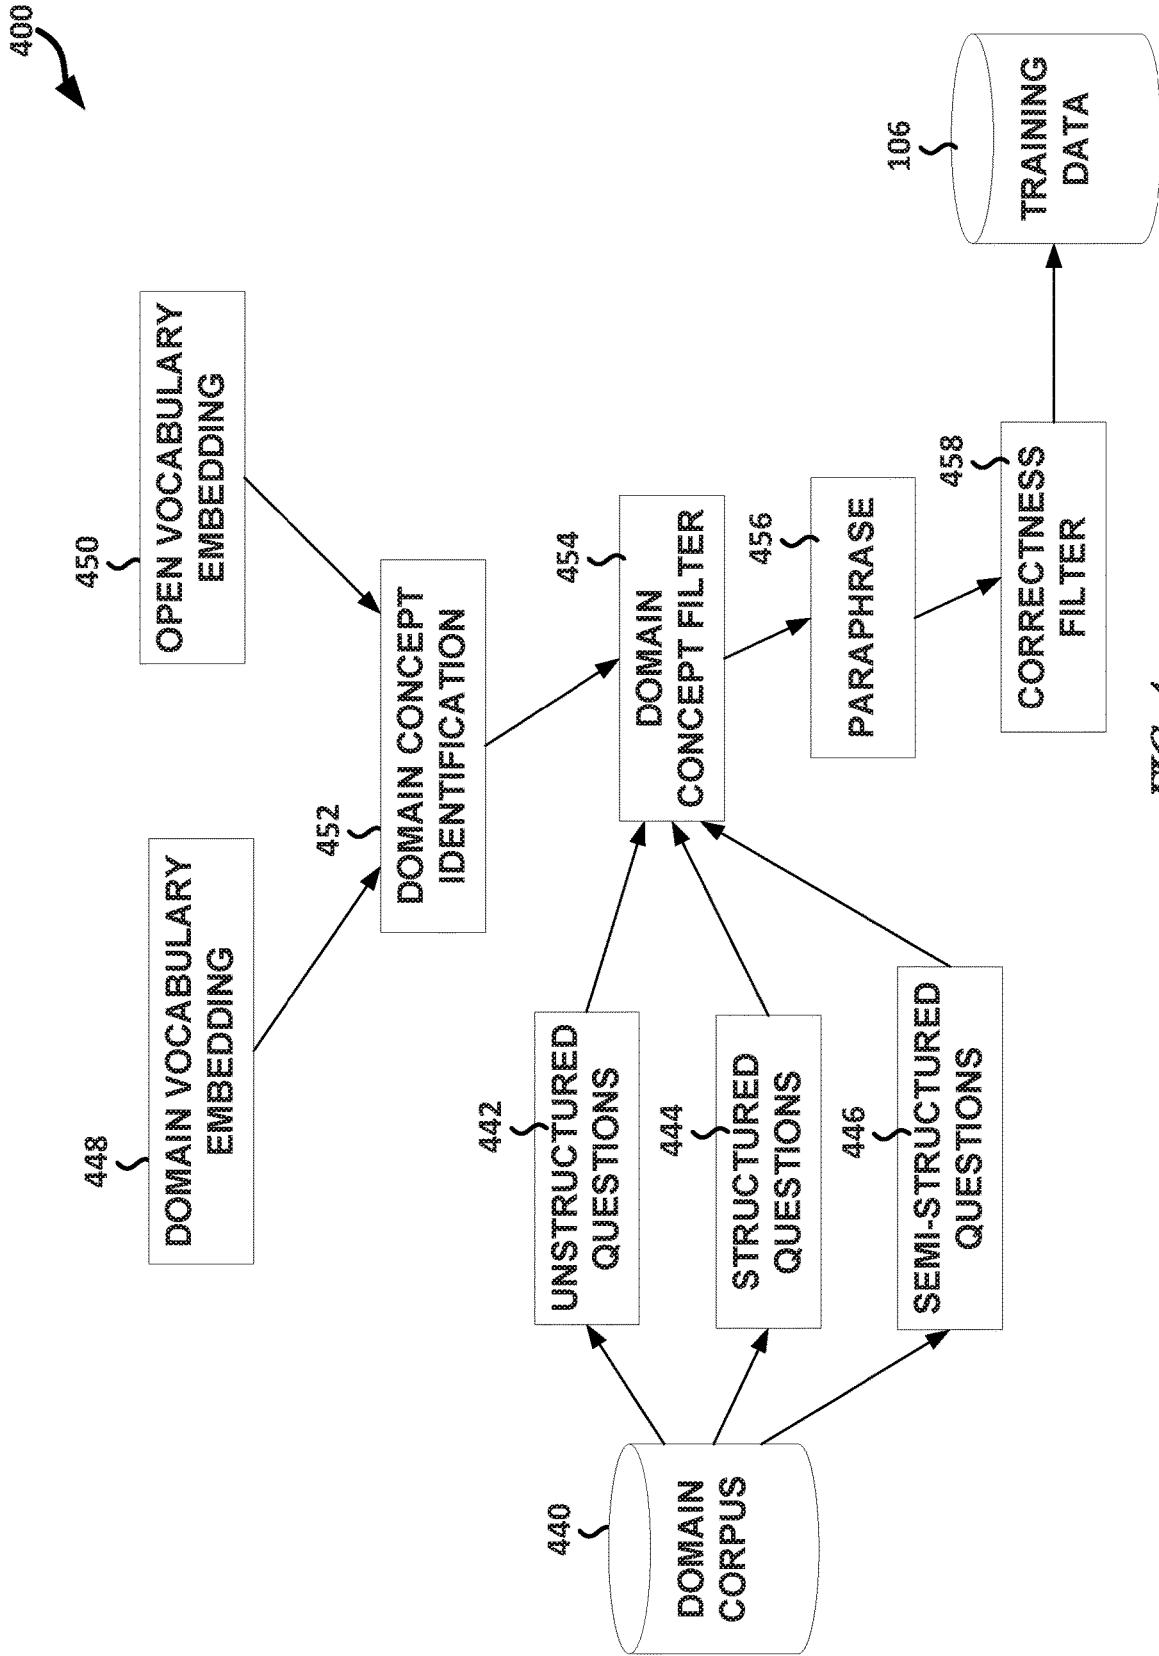 400
448
DOMAIN VOCABULARY
EMBEDDING
450
OPEN VOCABULARY
EMBEDDING
452
DOMAIN CONCEPT
IDENTIFICATION
440
DOMAIN
CORPUS
442
UNSTRUCTURED
QUESTIONS
444
STRUCTURED
QUESTIONS
446
SEMI-STRUCTURED
QUESTIONS
454
DOMAIN
CONCEPT FILTER
456
PARAPHRASE
458
CORRECTNESS
FILTER
106
TRAINING
DATA